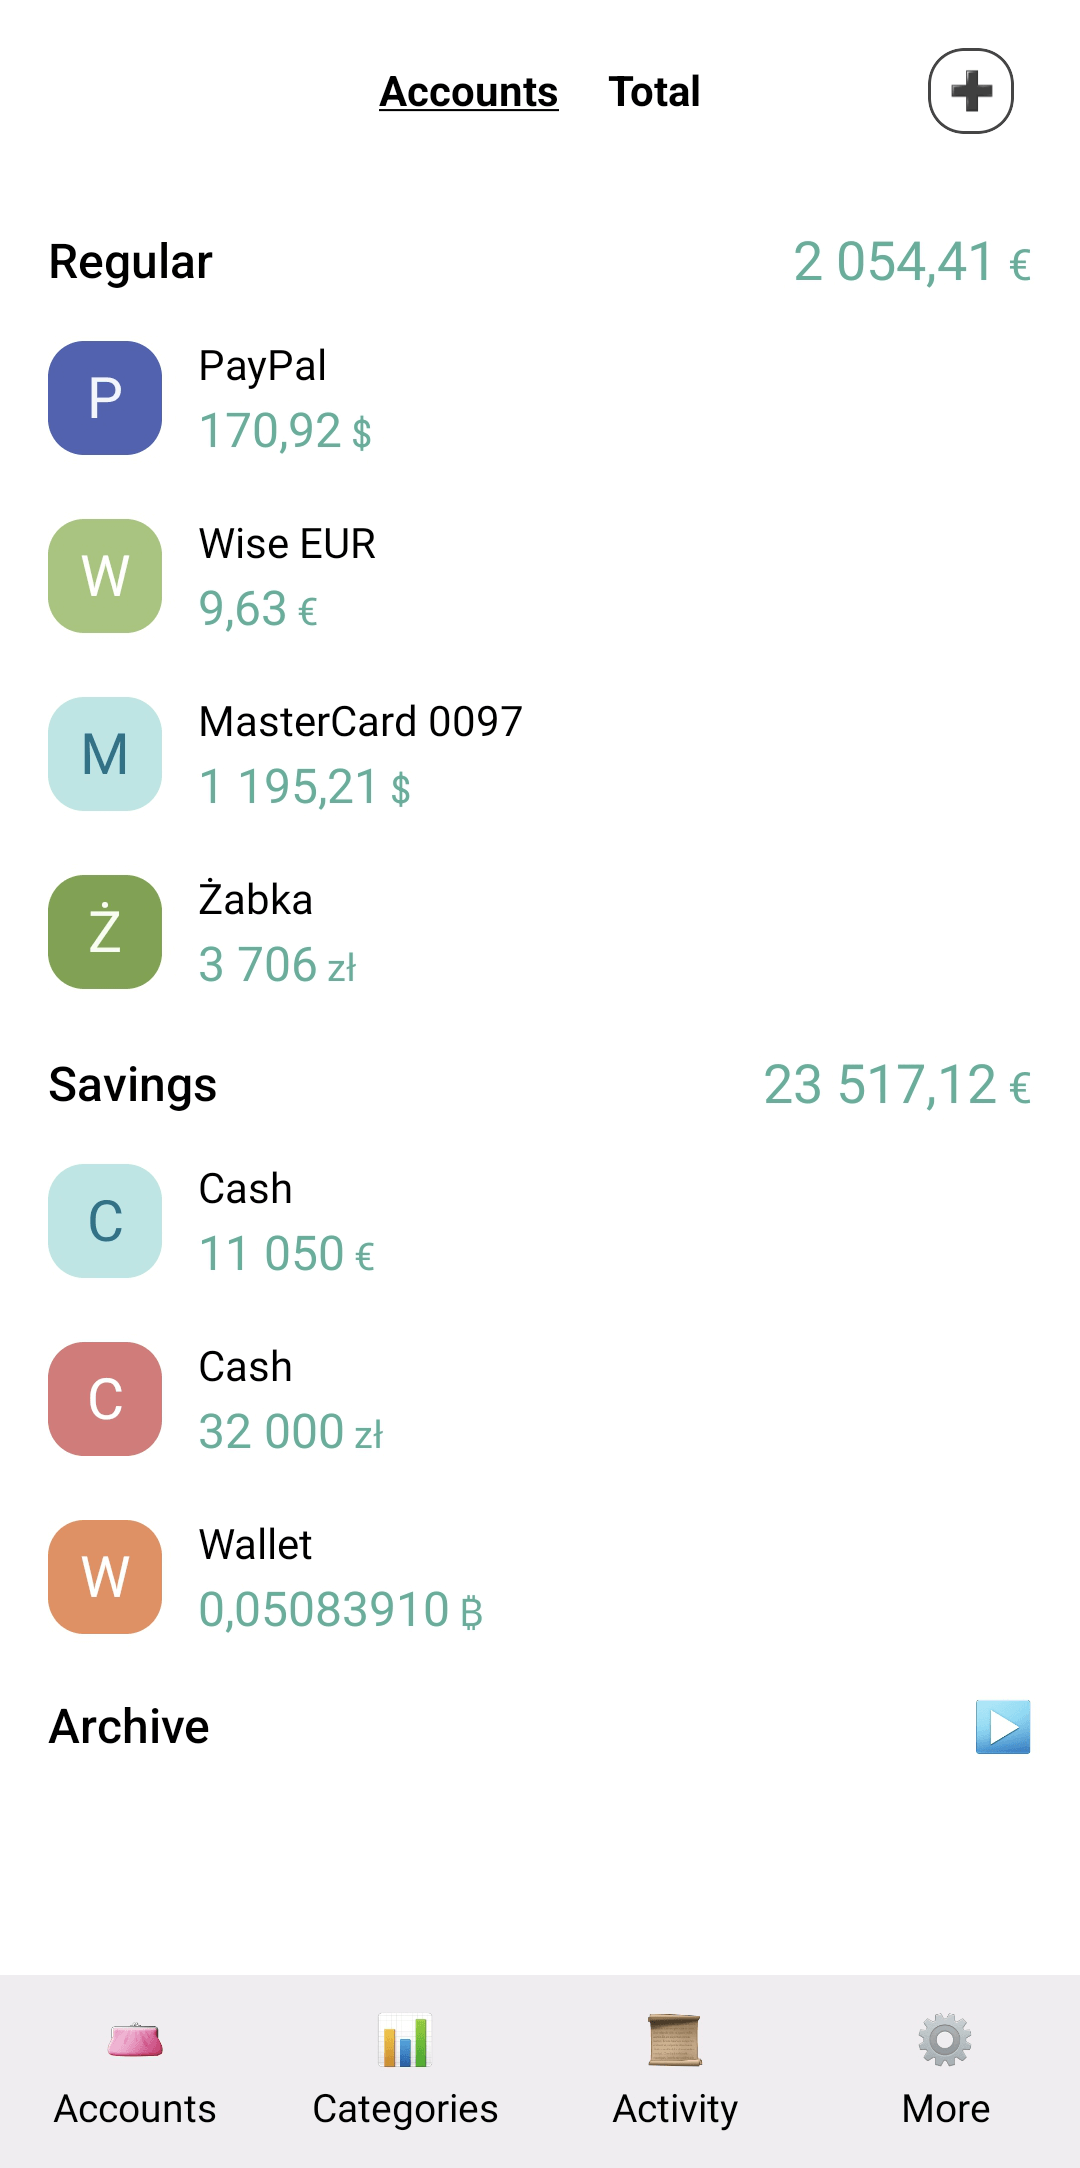 Accounts Total
Regular 2 054,41 €
P PayPal
170,92 $
W Wise EUR
9,63 €
M MasterCard 0097
1 195,21 $
Ż Żabka
3 706 zł
Savings 23 517,12 €
C Cash
11 050 €
C Cash
32 000 zł
W Wallet
0,05083910 ₿
Archive
Accounts Categories Activity More